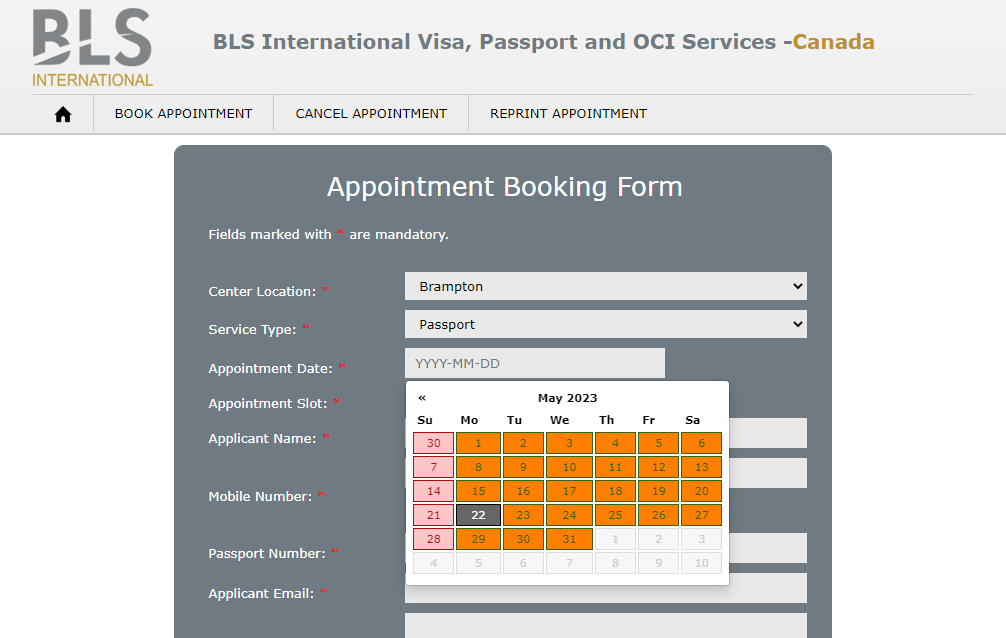 BLS
INTERNATIONAL
BLS International Visa, Passport and OCI Services -Canada
BOOK APPOINTMENT
CANCEL APPOINTMENT
REPRINT APPOINTMENT
Appointment Booking Form
Fields marked with * are mandatory.
Center Location: *
Brampton
Service Type: *
Passport
Appointment Date: *
YYYY-MM-DD
« May 2023
Su Mo Tu We Th Fr Sa
30 1 2 3 4 5 6
7 8 9 10 11 12 13
14 15 16 17 18 19 20
21 22 23 24 25 26 27
28 29 30 31 1 2 3
4 5 6 7 8 9 10
Appointment Slot: *
Applicant Name: *
Mobile Number: *
Passport Number: *
Applicant Email: *